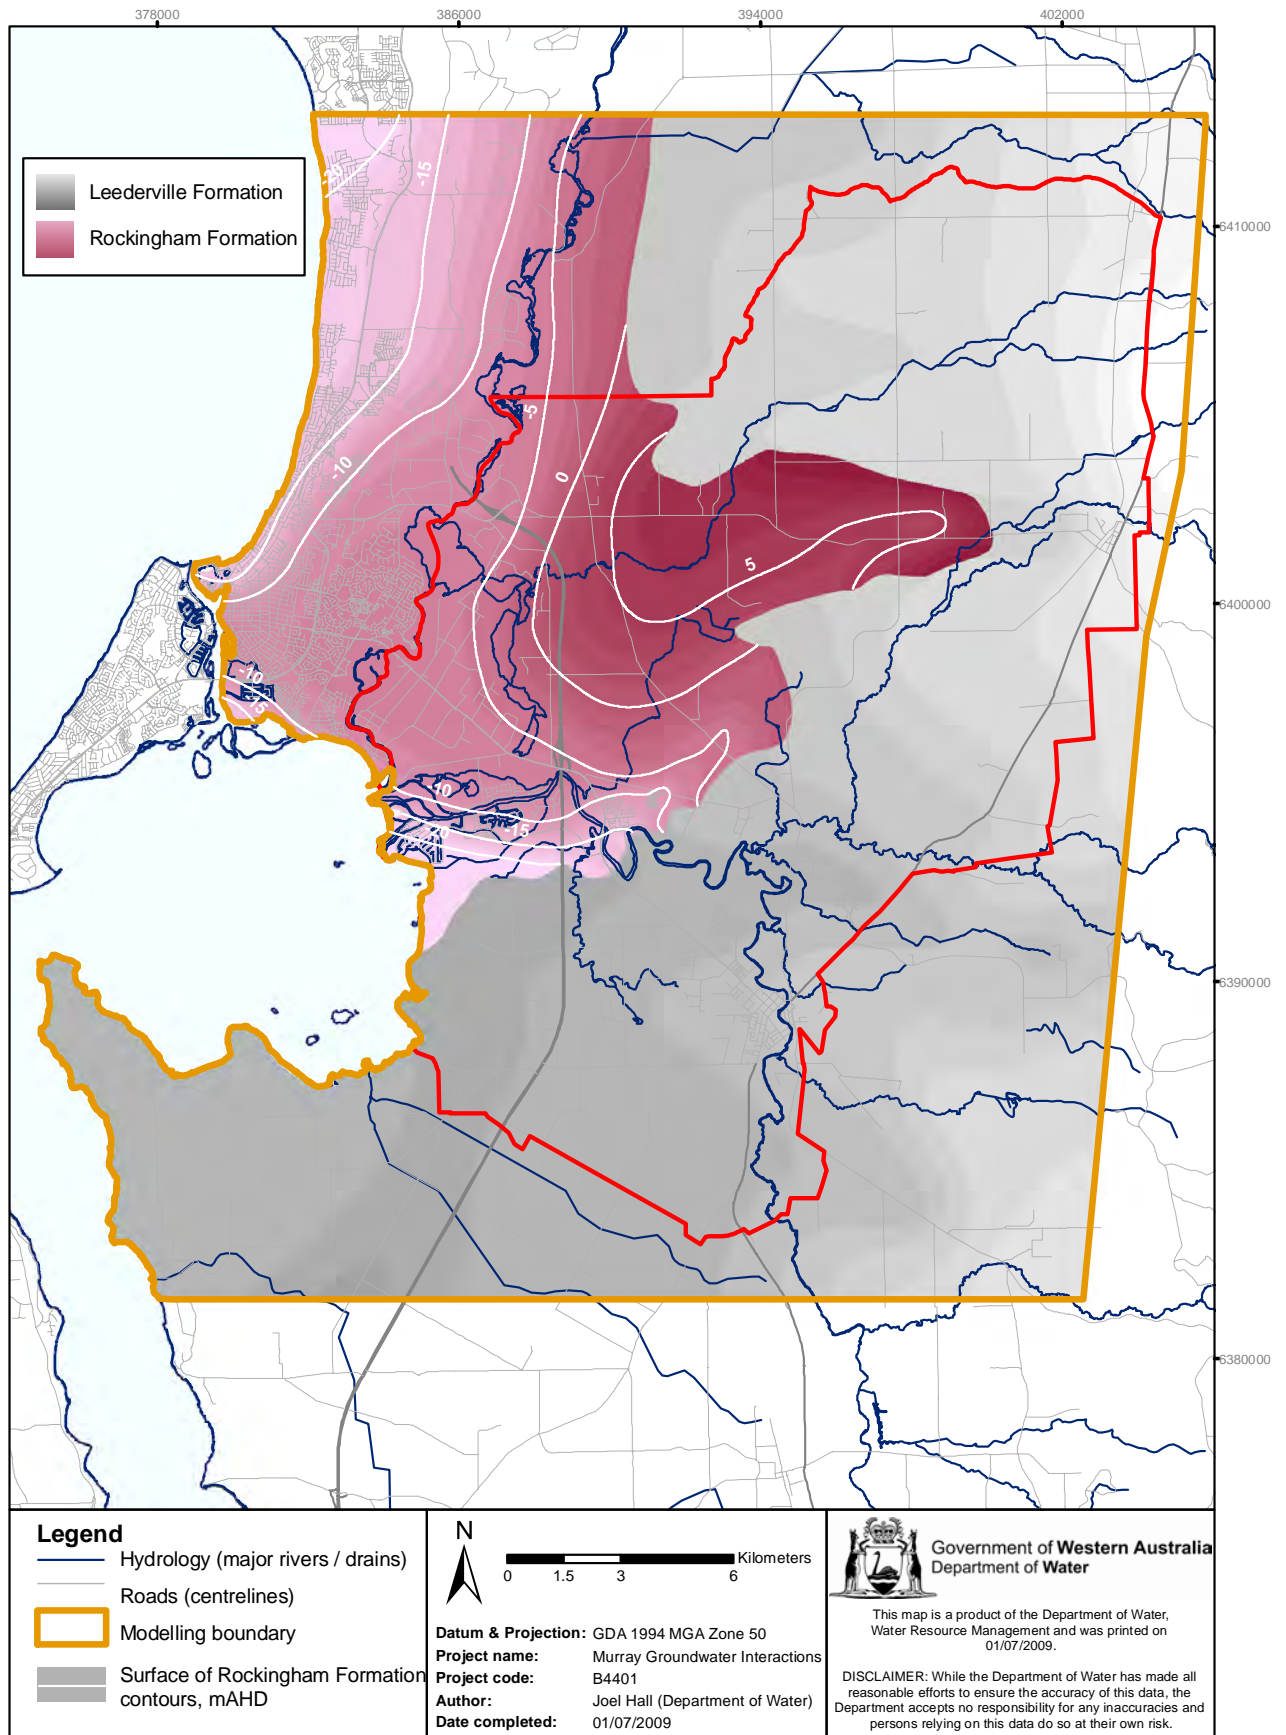 378000 386000 394000 402000
Leederville Formation
Rockingham Formation
-20
-15
6410000
-10
-5
0
5
6400000
-10
-15
-10
-15
-20
6390000
6380000
Legend
Hydrology (major rivers / drains)
Roads (centrelines)
Modelling boundary
Surface of Rockingham Formation
contours, mAHD
N
Kilometers
0 1.5 3 6
Datum & Projection: GDA 1994 MGA Zone 50
Project name: Murray Groundwater Interactions
Project code: B4401
Author: Joel Hall (Department of Water)
Date completed: 01/07/2009
Government of Western Australia
Department of Water
This map is a product of the Department of Water,
Water Resource Management and was printed on
01/07/2009.
DISCLAIMER: While the Department of Water has made all
reasonable efforts to ensure the accuracy of this data, the
Department accepts no responsibility for any inaccuracies and
persons relying on this data do so at their own risk.